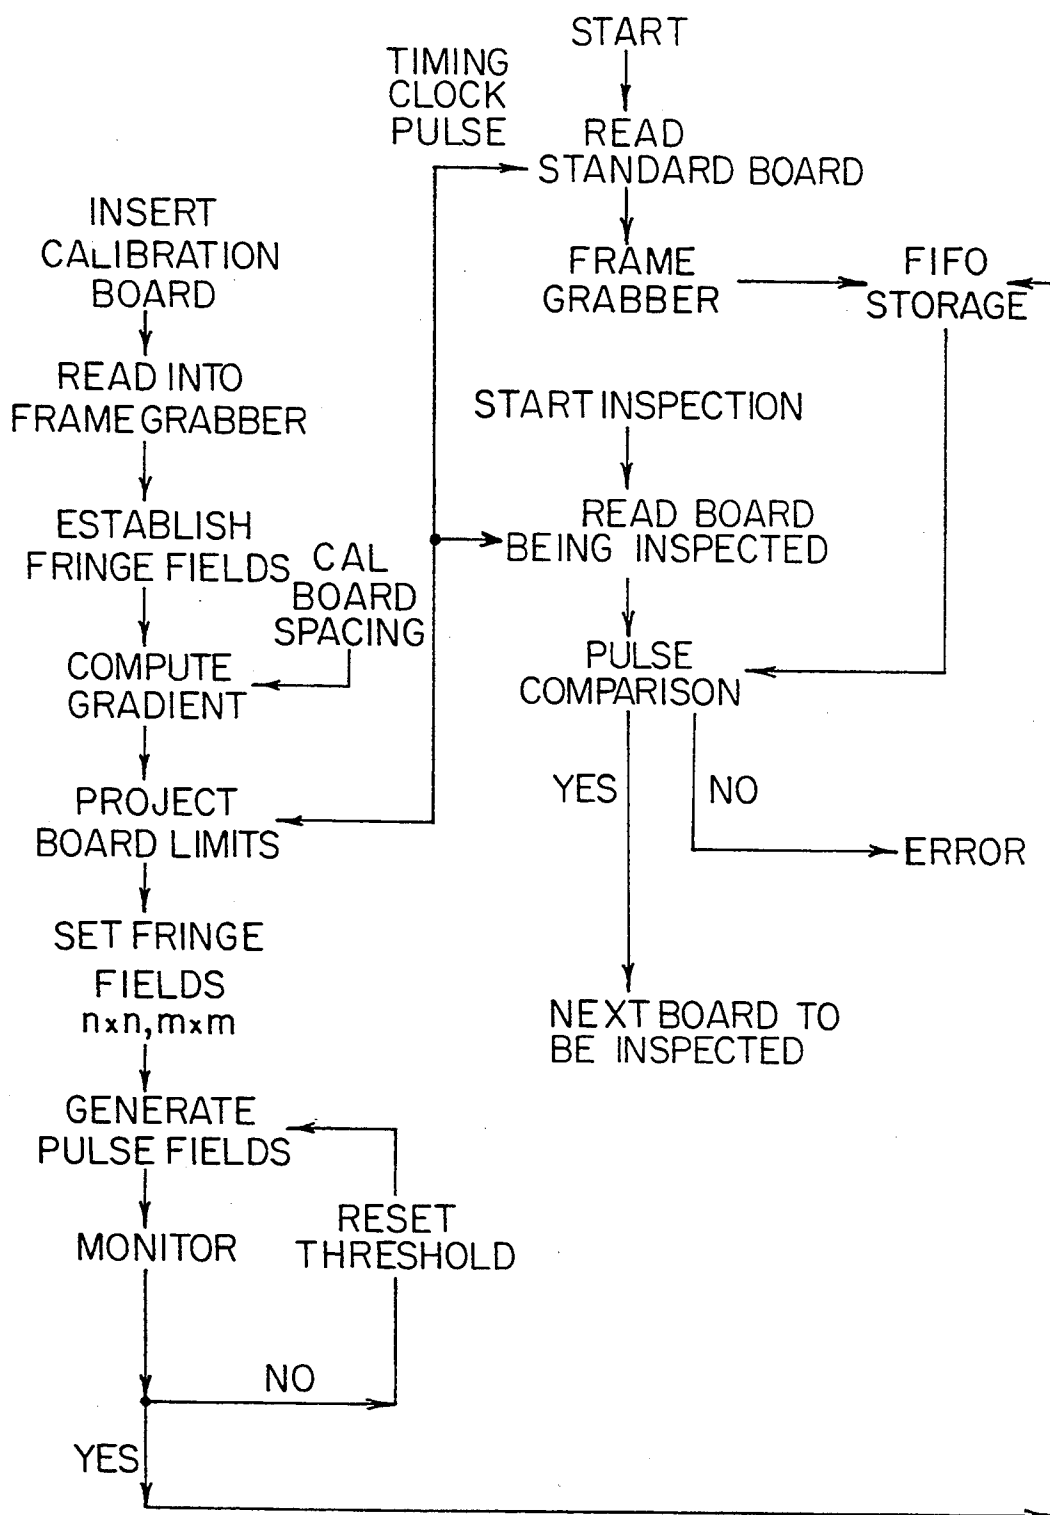 START
TIMING
CLOCK
PULSE
READ
STANDARD BOARD
FRAME
GRABBER
FIFO
STORAGE
INSERT
CALIBRATION
BOARD
READ INTO
FRAME GRABBER
ESTABLISH
FRINGE FIELDS
CAL
BOARD
SPACING
COMPUTE
GRADIENT
PROJECT
BOARD LIMITS
SET FRINGE
FIELDS
nxn, mxm
GENERATE
PULSE FIELDS
MONITOR
RESET
THRESHOLD
NO
YES
START INSPECTION
READ BOARD
BEING INSPECTED
PULSE
COMPARISON
YES
NO
ERROR
NEXT BOARD TO
BE INSPECTED